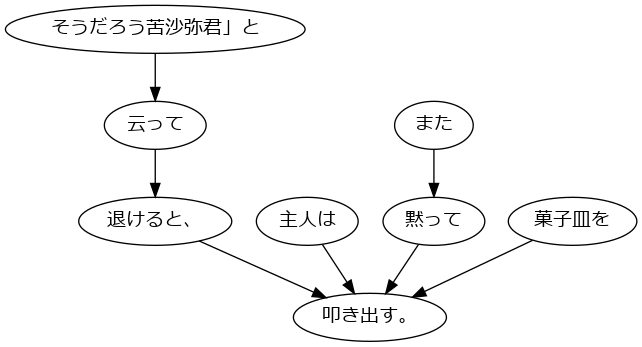 そうだろう苦沙弥君」と
云って
また
退けると、
主人は
黙って
菓子皿を
叩き出す。